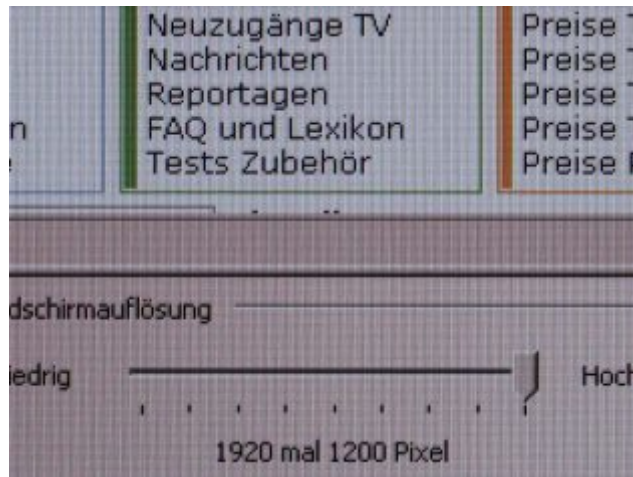 Neuzugänge TV
Nachrichten
Reportagen
FAQ und Lexikon
Tests Zubehör
Preise
Preise
Preise
Preise
Preise
dschirmauflösung
iedrig
Hoch
1920 mal 1200 Pixel